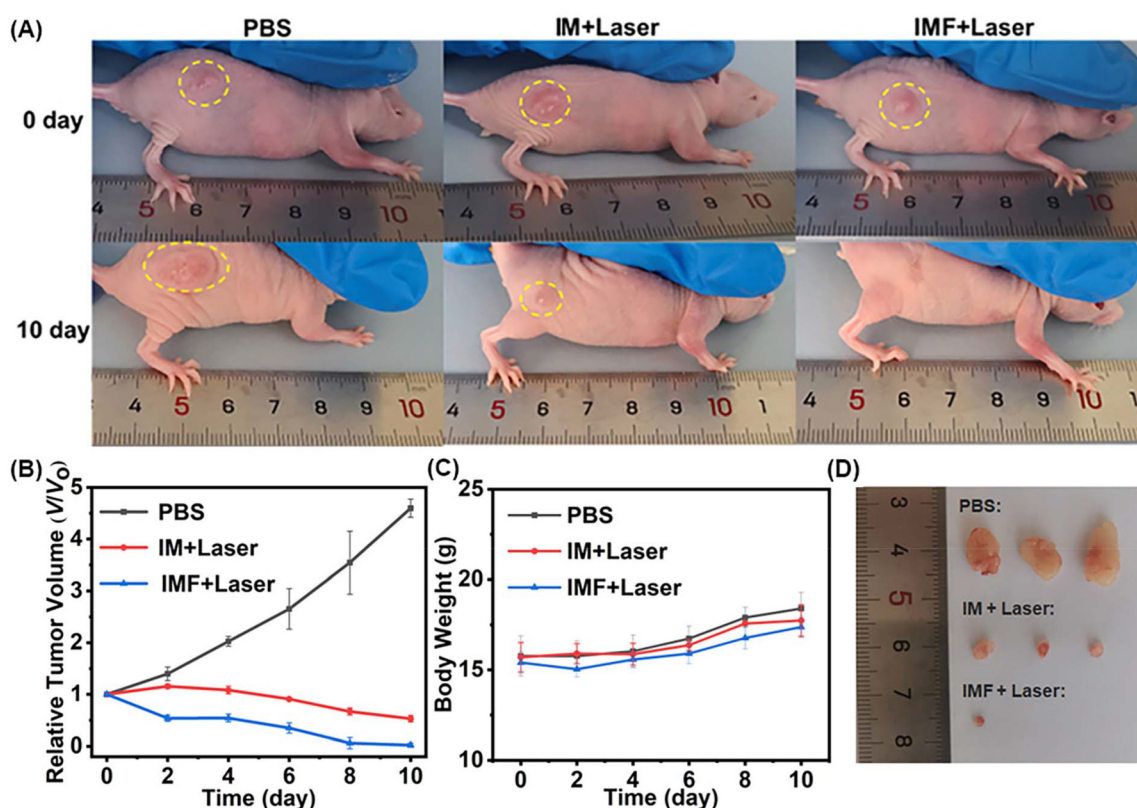 (A)
PBS
IM+Laser
IMF+Laser
0 day
4 5 6 7 8 9 10 1
4 5 6 7 8 9 10 1
4 5 6 7 8 9 10
10 day
4 5 6 7 8 9 10
4 5 6 7 8 9 10 1
4 5 6 7 8 9 10 1
(B)
Relative Tumor Volume (V/V₀)
5
4
3
2
1
0
PBS
IM+Laser
IMF+Laser
0 2 4 6 8 10
Time (day)
(C)
Body Weight (g)
25
20
15
10
PBS
IM+Laser
IMF+Laser
0 2 4 6 8 10
Time (day)
(D)
3
4
5
6
7
8
PBS:
IM + Laser:
IMF + Laser: